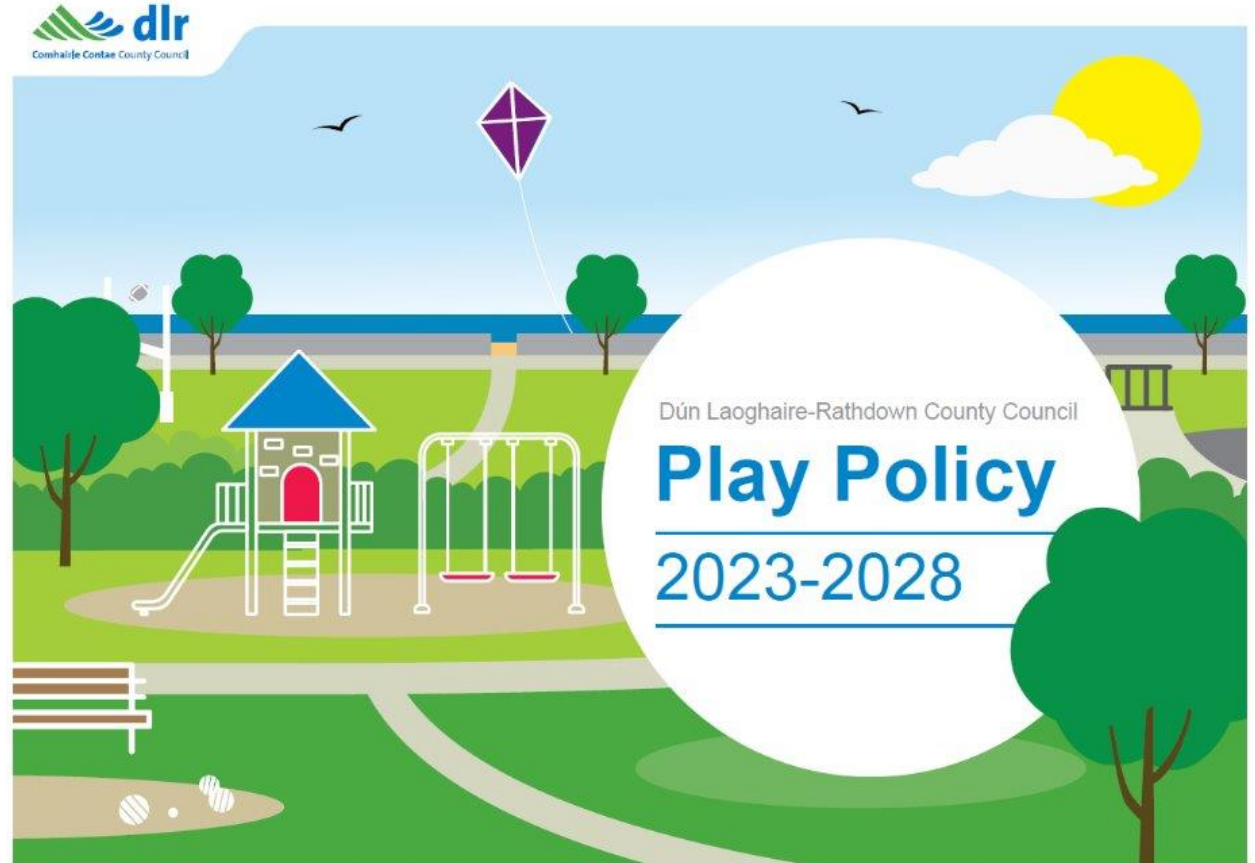 dlr
Comhairle Contae County Council
Dún Laoghaire-Rathdown County Council
Play Policy
2023-2028